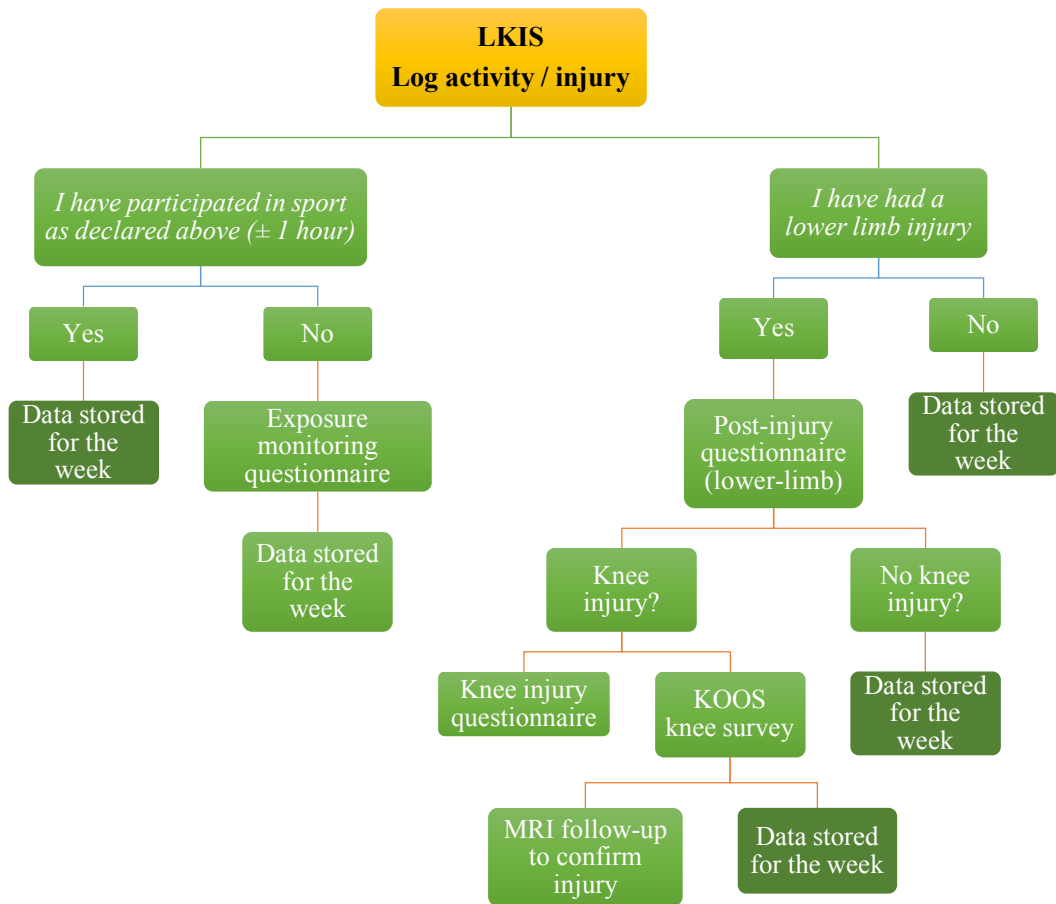 LKIS
Log activity / injury
I have participated in sport
as declared above (± 1 hour)
I have had a
lower limb injury
Yes
No
Yes
No
Data stored
for the
week
Exposure
monitoring
questionnaire
Post-injury
questionnaire
(lower-limb)
Data stored
for the
week
Data stored
for the
week
Knee
injury?
No knee
injury?
Knee injury
questionnaire
KOOS
knee survey
Data stored
for the
week
MRI follow-up
to confirm
injury
Data stored
for the week